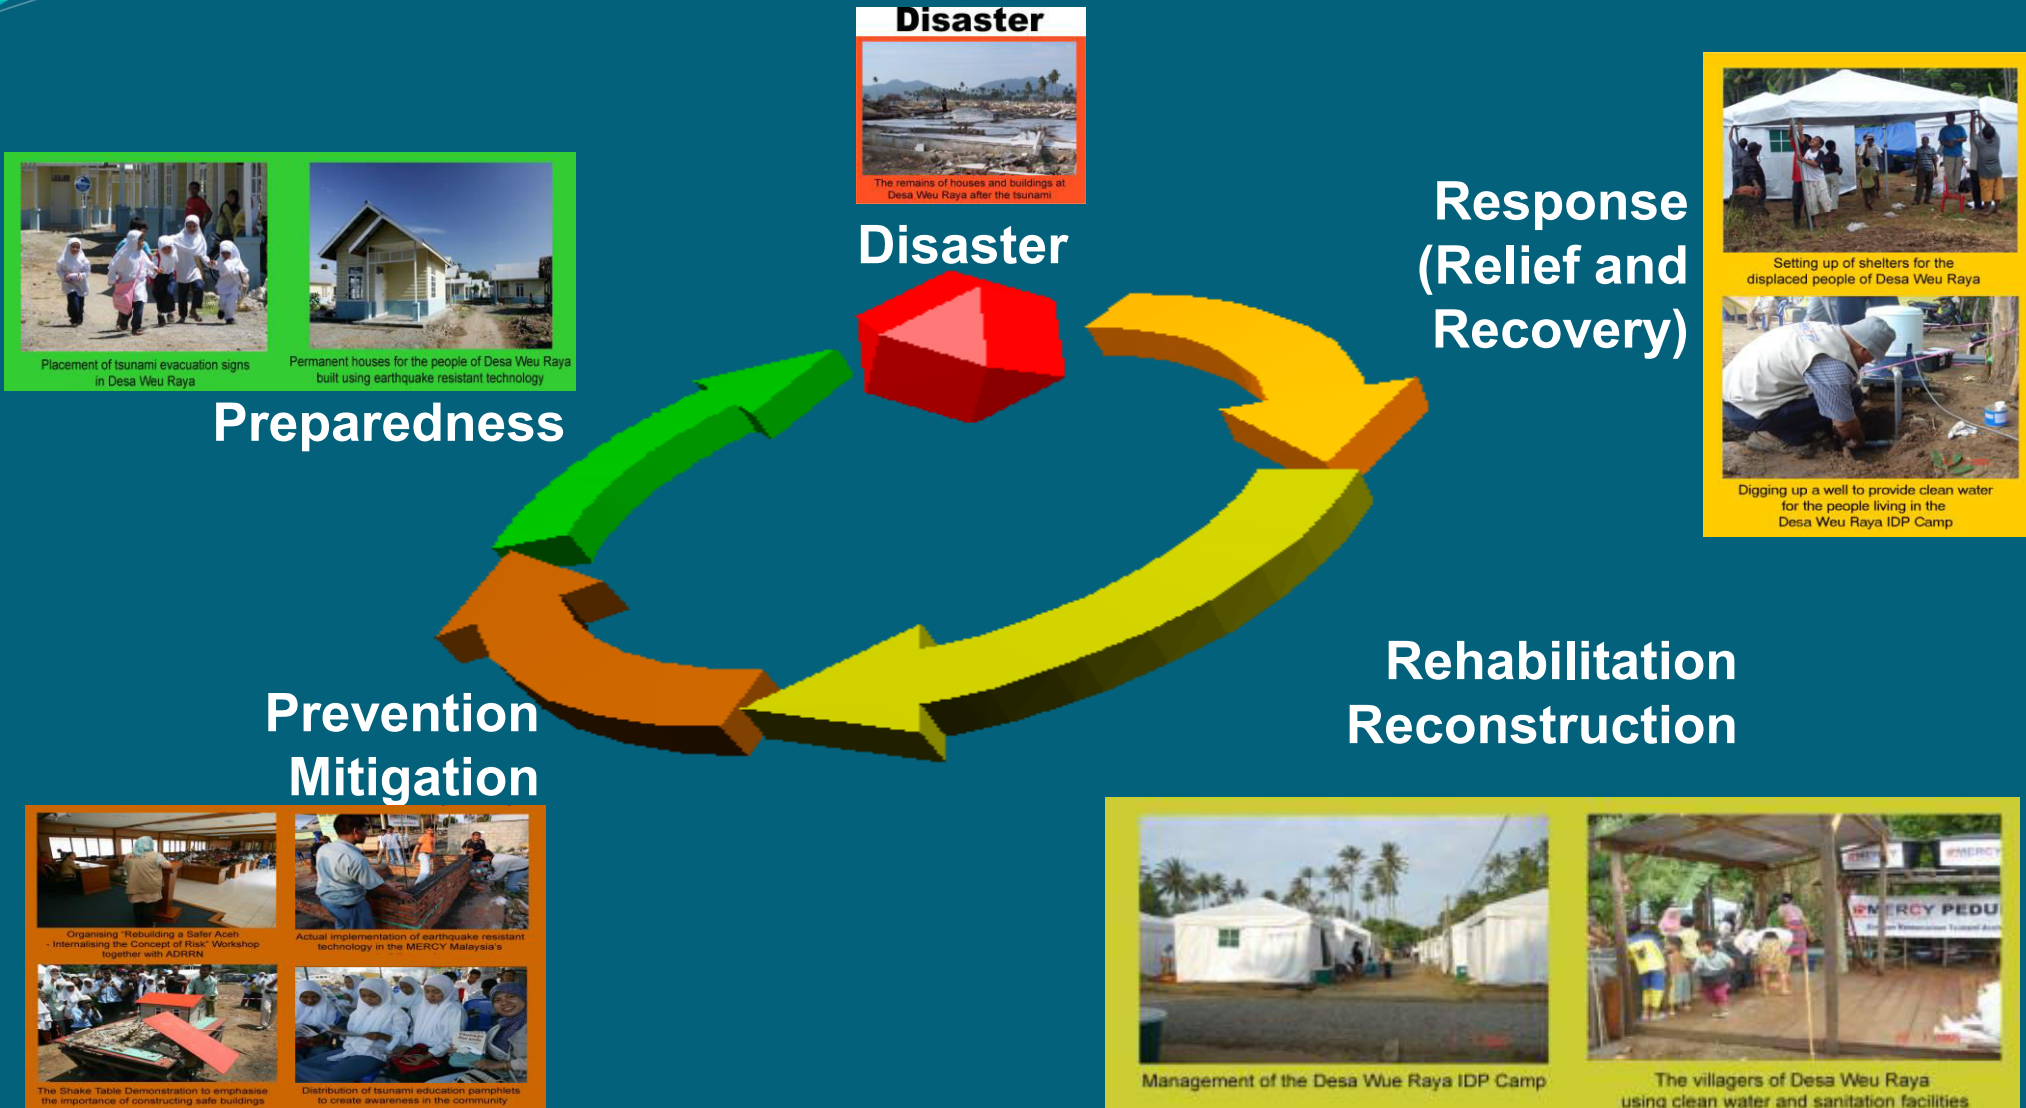 Disaster
The remains of houses and buildings at
Desa Weu Raya after the tsunami
Disaster
Response
(Relief and
Recovery)
Setting up of shelters for the
displaced people of Desa Weu Raya
Digging up a well to provide clean water
for the people living in the
Desa Weu Raya IDP Camp
Placement of tsunami evacuation signs
in Desa Weu Raya
Permanent houses for the people of Desa Weu Raya
built using earthquake resistant technology
Preparedness
Rehabilitation
Reconstruction
Prevention
Mitigation
Organising "Rebuilding a Safer Aceh
- Internalising the Concept of Risk" Workshop
together with ADRRN
Actual implementation of earthquake resistant
technology in the MERCY Malaysia's
The Shake Table Demonstration to emphasise
the importance of constructing safe buildings
Distribution of tsunami education pamphlets
to create awareness in the community
MERCY PEDU
Management of the Desa Wue Raya IDP Camp
The villagers of Desa Weu Raya
using clean water and sanitation facilities